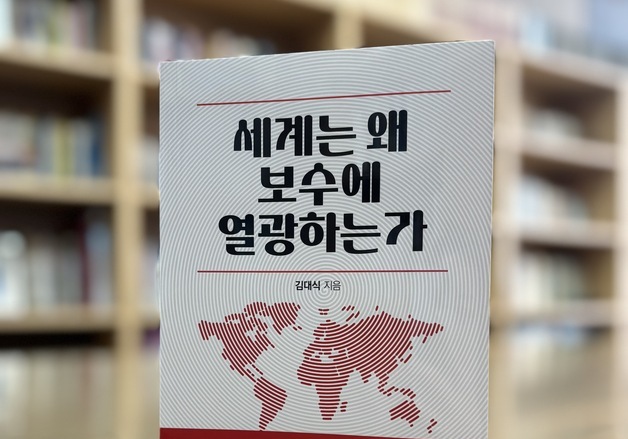 세계는 왜
보수에
열광하는가
김대식 지음